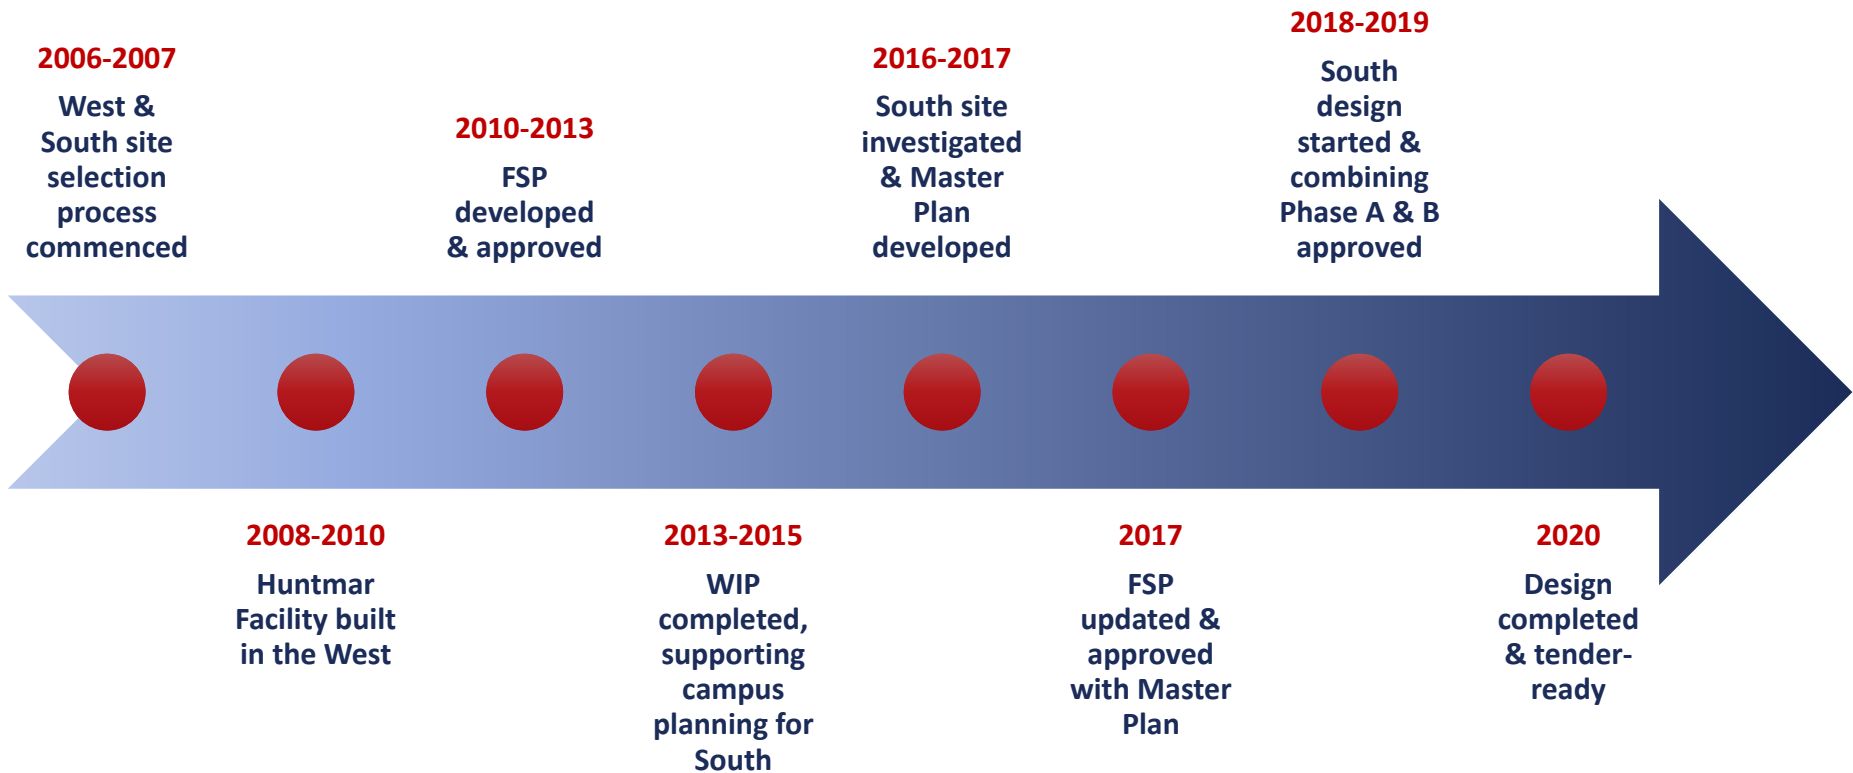 2006-2007
West &
South site
selection
process
commenced
2008-2010
Huntmar
Facility built
in the West
2010-2013
FSP
developed
& approved
2013-2015
WIP
completed,
supporting
campus
planning for
South
2016-2017
South site
investigated
& Master
Plan
developed
2017
FSP
updated &
approved
with Master
Plan
2018-2019
South
design
started &
combining
Phase A & B
approved
2020
Design
completed
& tender-
ready